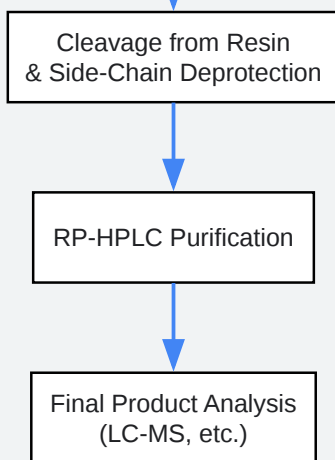 Cleavage from Resin
& Side-Chain Deprotection
RP-HPLC Purification
Final Product Analysis
(LC-MS, etc.)